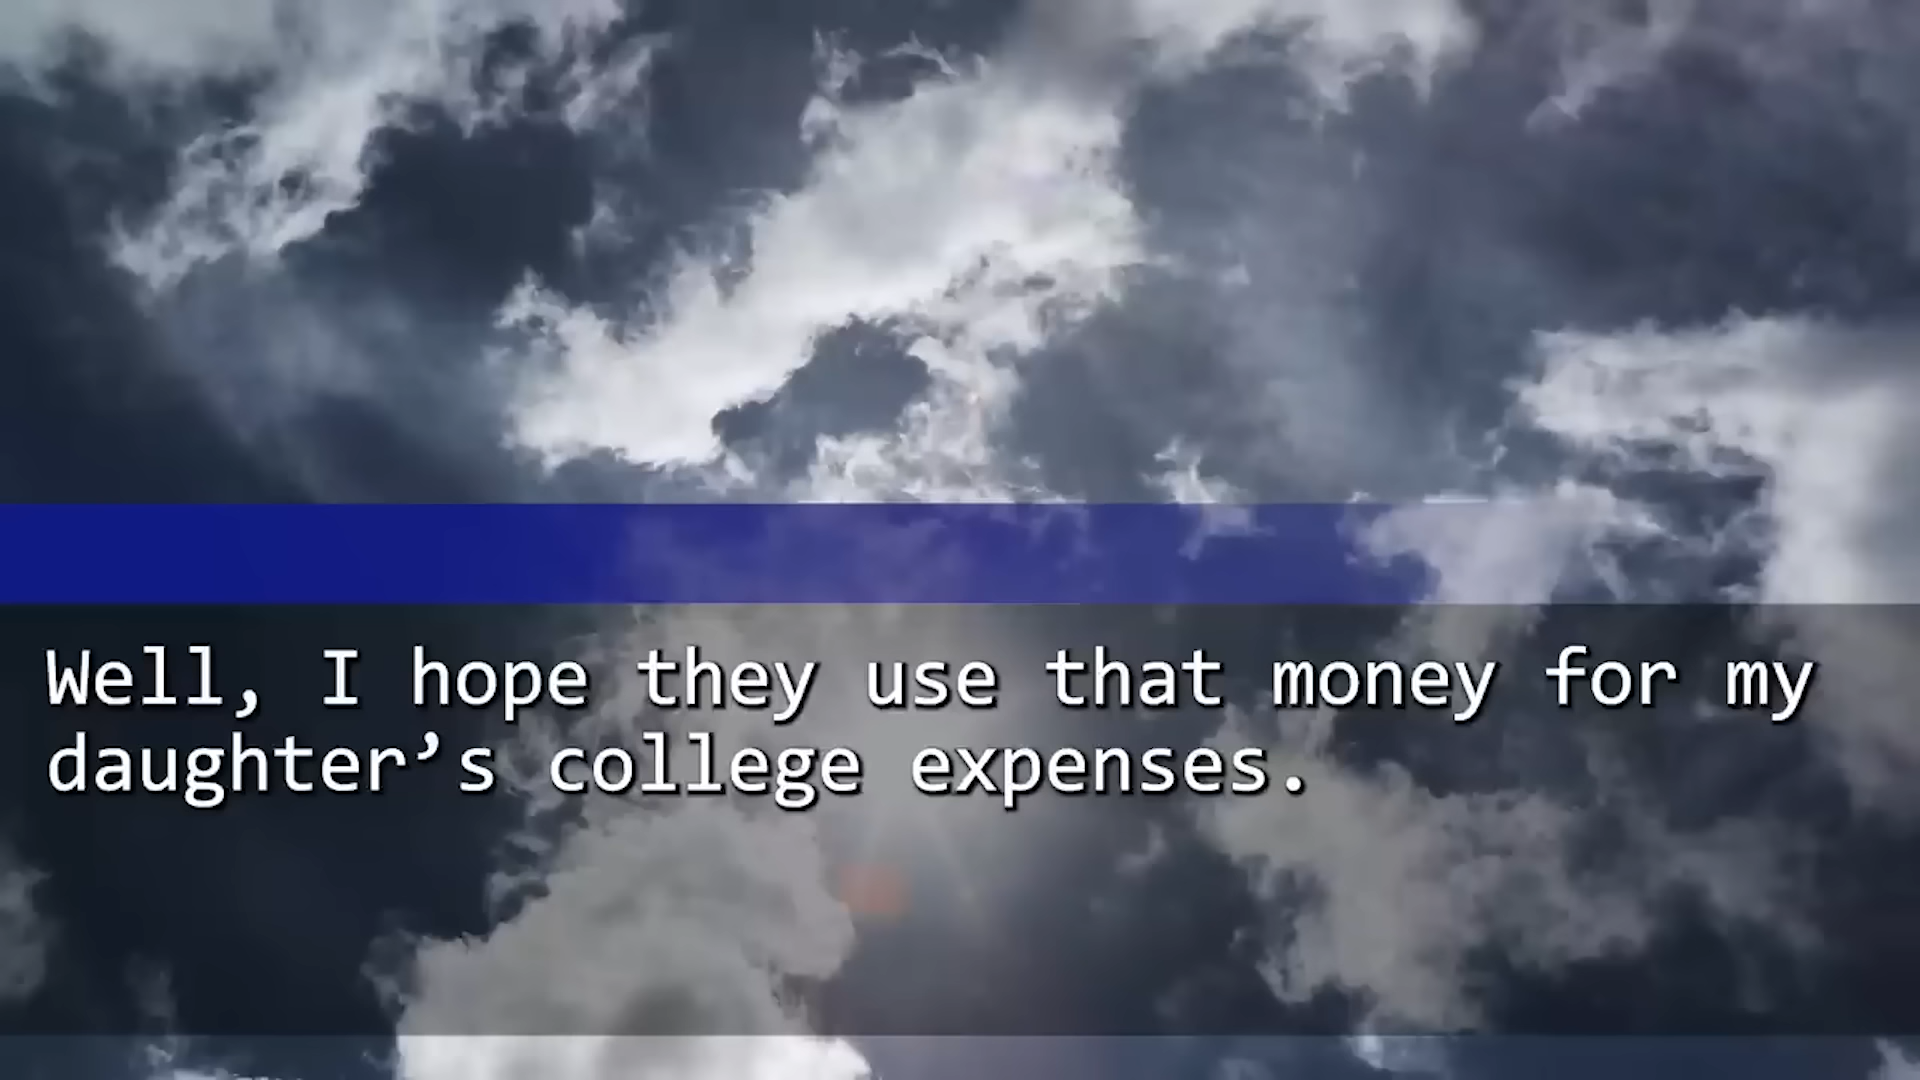 Well, I hope they use that money for my
daughter’s college expenses.